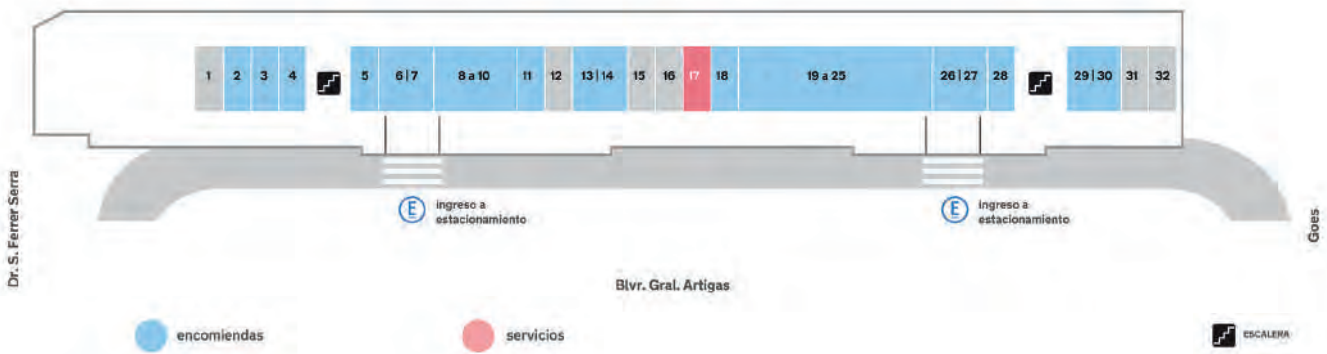 1
2
3
4
5
6|7
8 a 10
11
12
13|14
15
16
17
18
19 a 25
26|27
28
29|30
31
32
Dr. S. Ferrer Serra
E
ingreso a
estacionamiento
E
ingreso a
estacionamiento
Goes
Blvr. Gral. Artigas
encomiendas
servicios
ESCALERA